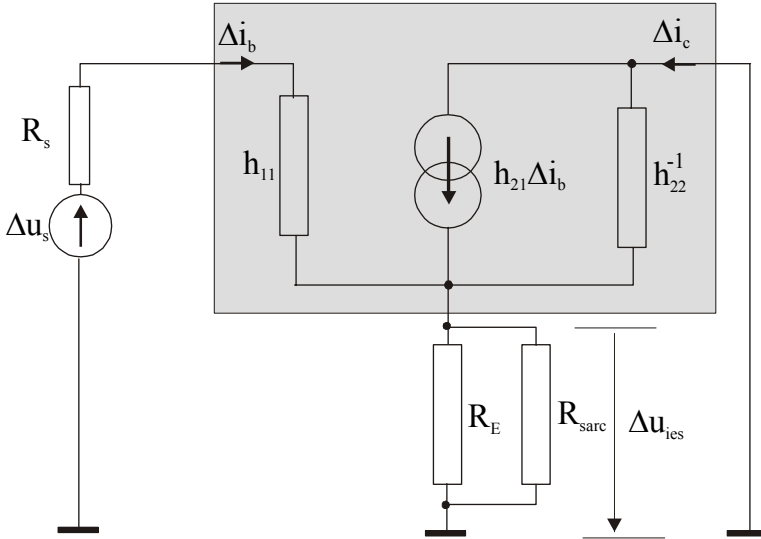 Δi_b
Δi_c
R_s
h_11
h_21Δi_b
h_22^-1
Δu_s
R_E
R_sarc
Δu_ies